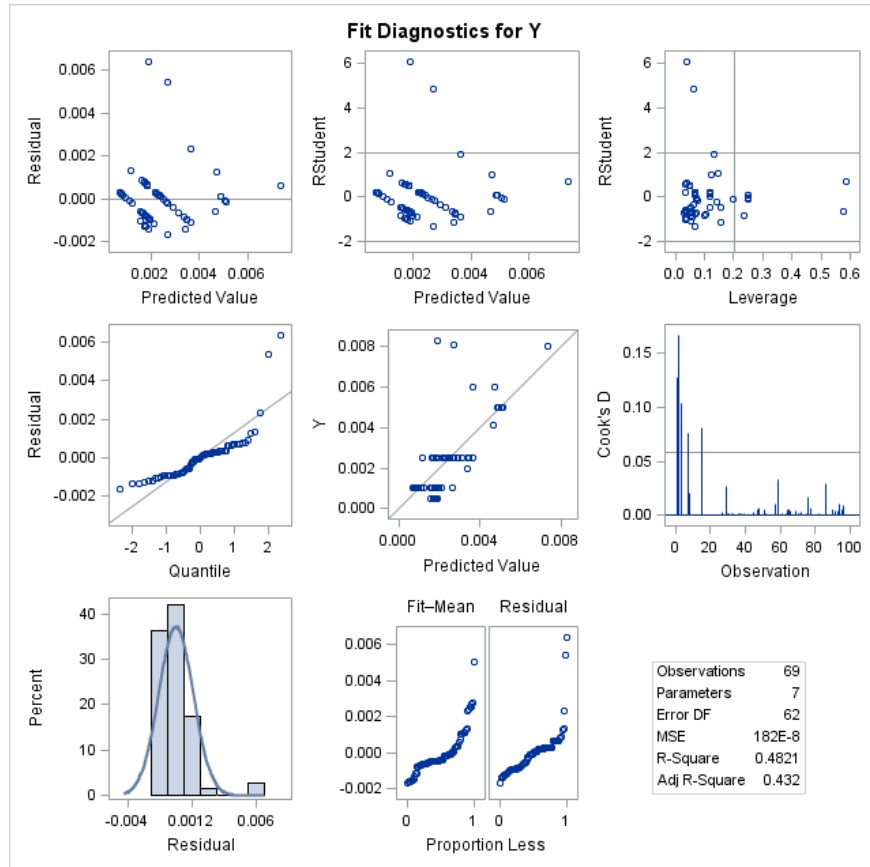 Fit Diagnostics for Y
Residual
0.006
0.004
0.002
0.000
-0.002
0.002 0.004 0.006
Predicted Value
RStudent
6
4
2
0
-2
0.002 0.004 0.006
Predicted Value
RStudent
6
4
2
0
-2
0.0 0.1 0.2 0.3 0.4 0.5 0.6
Leverage
Residual
0.006
0.004
0.002
0.000
-0.002
-2 -1 0 1 2
Quantile
Y
0.008
0.006
0.004
0.002
0.000
0.000 0.004 0.008
Predicted Value
Cook's D
0.15
0.10
0.05
0.00
0 20 40 60 80 100
Observation
Percent
40
30
20
10
0
-0.004 0.0012 0.006
Residual
Fit–Mean Residual
0.006
0.004
0.002
0.000
-0.002
0 1 0 1
Proportion Less
Observations 69
Parameters 7
Error DF 62
MSE 182E-8
R-Square 0.4821
Adj R-Square 0.432